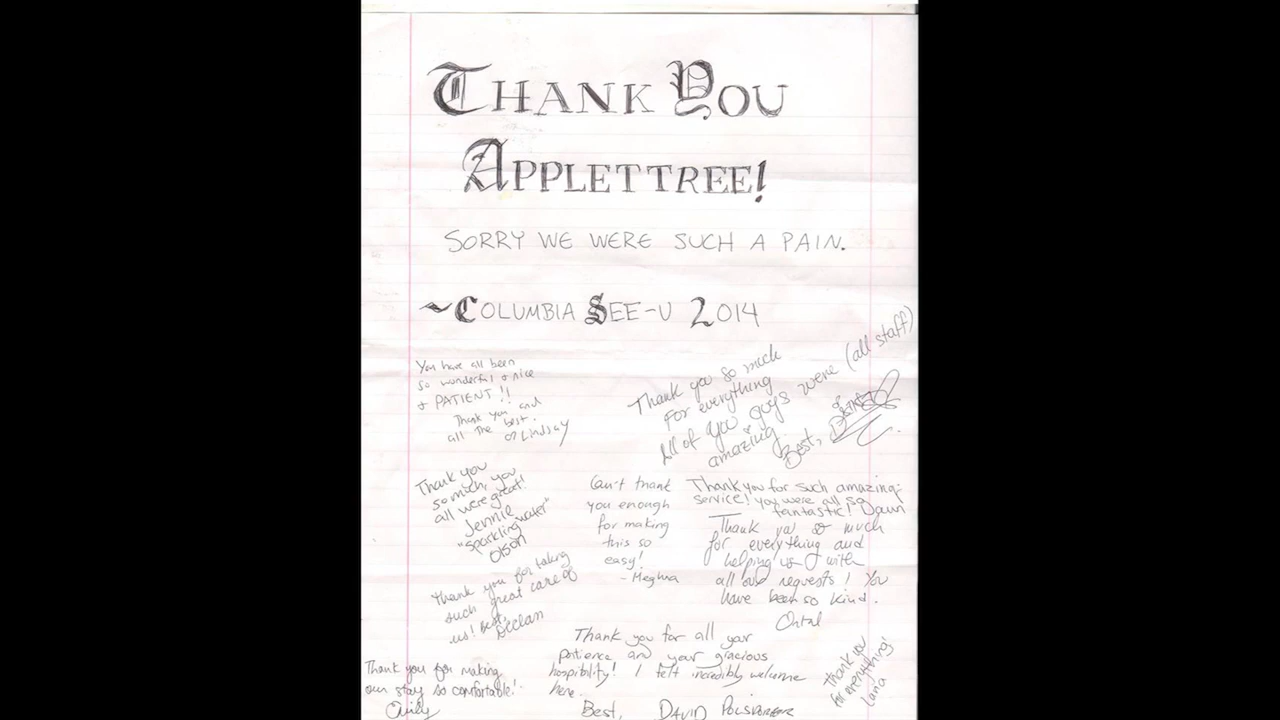 THANK YOU
APPLETTREE!
SORRY WE WERE SUCH A PAIN.
~COLUMBIA SEE-U 2014
You have all been
so wonderful & nice
& PATIENT!!
Thank you and
all the best.
Lindsay
Thank you so much
for everything
All of you guys were (all staff)
amazing
Best,
Thank you
so much, you
all were great!
Jennie
"Sparkling water"
Olson
Can't thank
you enough
for making
this so
easy!
- Meghna
Thank you for such amazing
service! you were all so
fantastic! Dawn
Thank you so much
for everything and
helping us with
all our requests! You
have been so kind.
Thank you for taking
such great care of
us! Best,
Declan
Thank you for all your
patience and your gracious
hospitility! I felt incredibly welcome
here.
Best, DAVID
Thank you for making
our stay so comfortable!
Emily
Thank you
for everything!
Lana